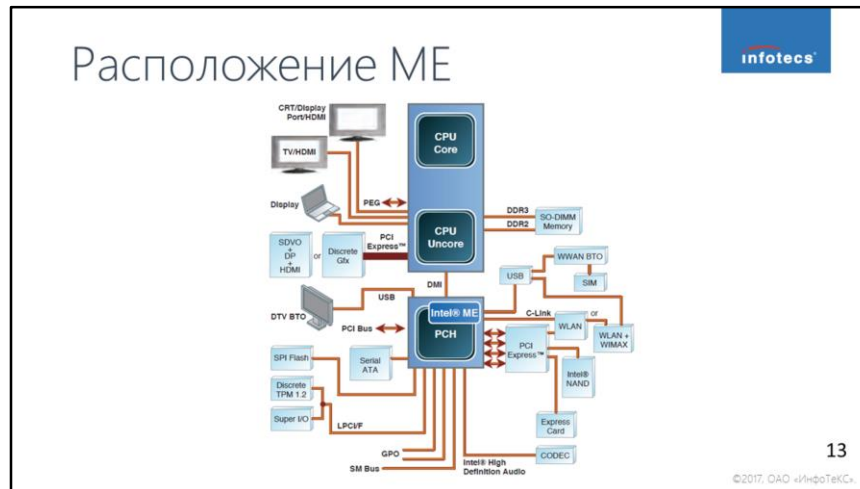 Расположение ME
infotecs
CRT/Display
Port/HDMI
TV/HDMI
CPU
Core
Display
PEG
CPU
Uncore
DDR3
DDR2
SO-DIMM
Memory
SDVO
+
DP
+
HDMI
or
Discrete
Gfx
PCI
Express™
WWAN BTO
USB
SIM
DMI
DTV BTO
USB
Intel® ME
PCH
C-Link
WLAN
or
WLAN +
WIMAX
PCI Bus
PCI
Express™
SPI Flash
Serial
ATA
Intel®
NAND
Discrete
TPM 1.2
Super I/O
LPCI/F
Express
Card
GPO
SM Bus
Intel® High
Definition Audio
CODEC
13
©2017, ОАО «ИнфоТеКС».